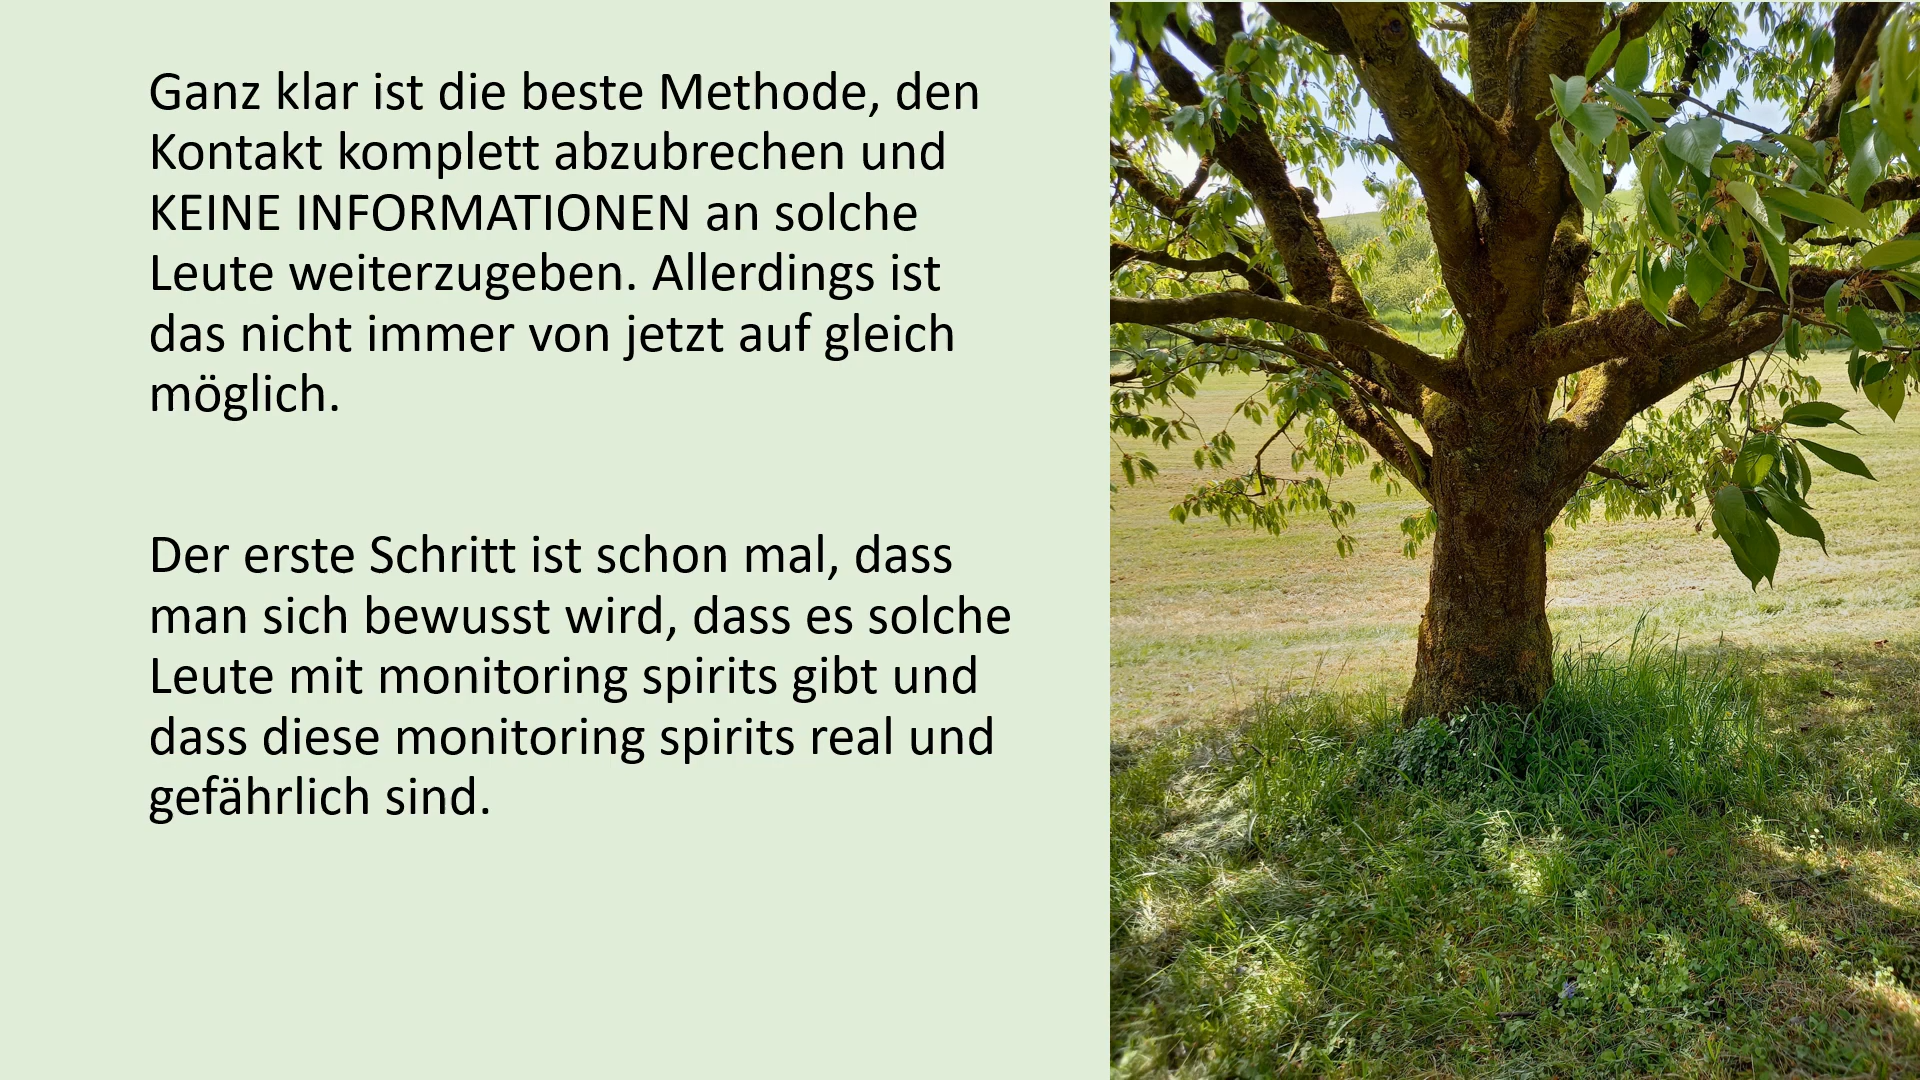 Ganz klar ist die beste Methode, den
Kontakt komplett abzubrechen und
KEINE INFORMATIONEN an solche
Leute weiterzugeben. Allerdings ist
das nicht immer von jetzt auf gleich
möglich.
Der erste Schritt ist schon mal, dass
man sich bewusst wird, dass es solche
Leute mit monitoring spirits gibt und
dass diese monitoring spirits real und
gefährlich sind.